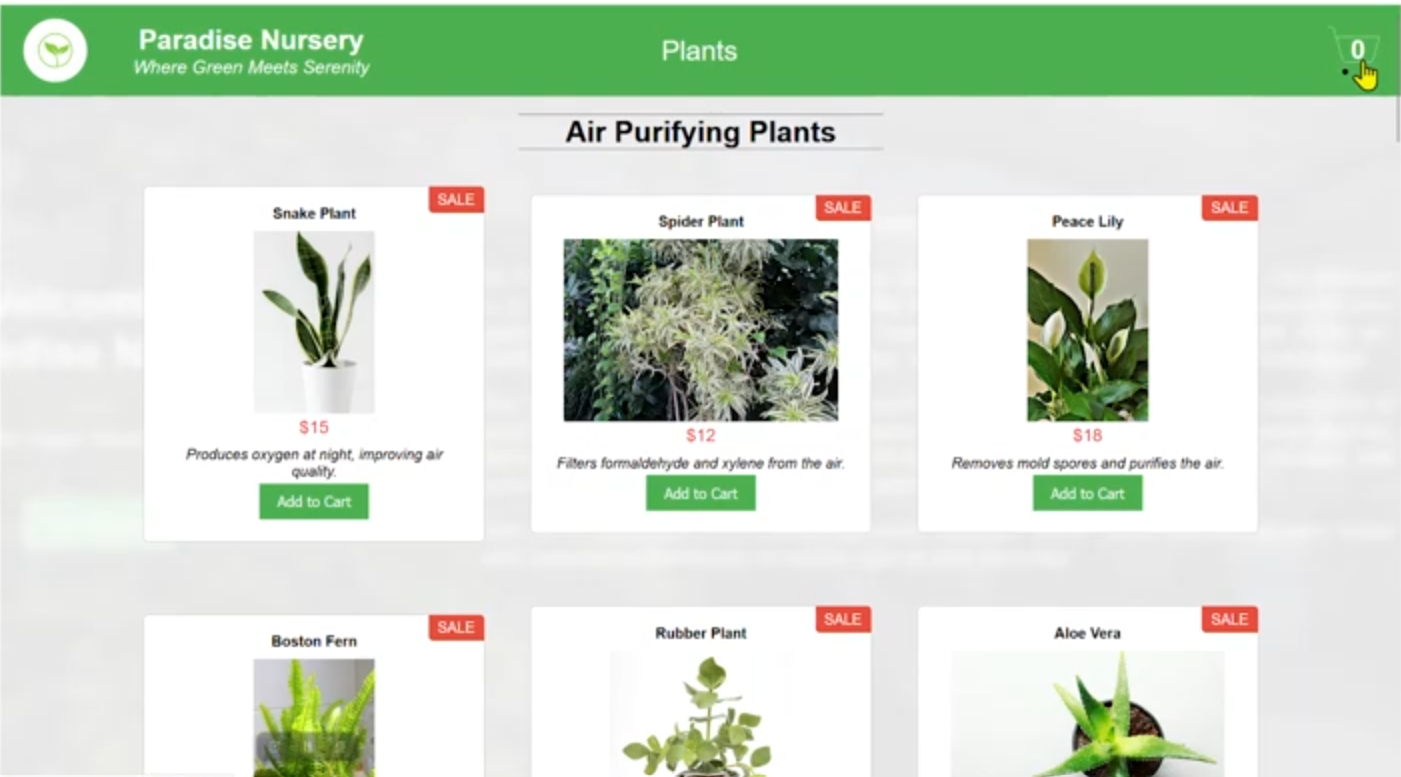 Paradise Nursery
Where Green Meets Serenity
Plants
0
Air Purifying Plants
SALE
Snake Plant
$15
Produces oxygen at night, improving air
quality.
Add to Cart
SALE
Spider Plant
$12
Filters formaldehyde and xylene from the air.
Add to Cart
SALE
Peace Lily
$18
Removes mold spores and purifies the air.
Add to Cart
SALE
Boston Fern
SALE
Rubber Plant
SALE
Aloe Vera